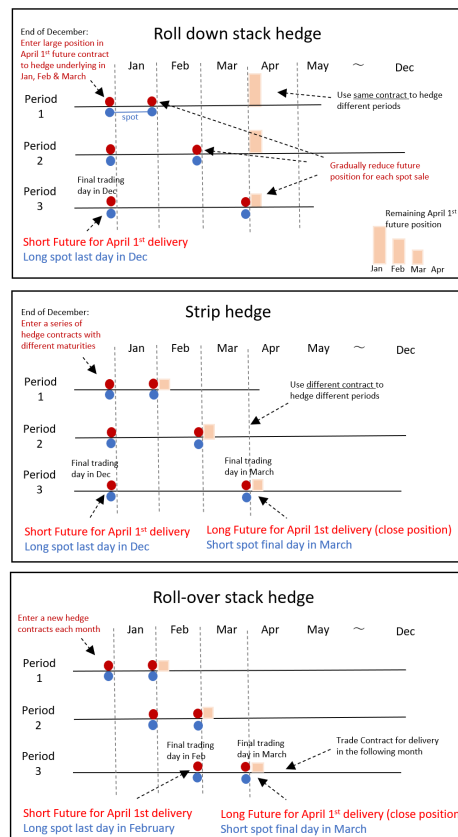 Roll down stack hedge
End of December:
Enter large position in
April 1st future contract
to hedge underlying in
Jan, Feb & March
Jan Feb Mar Apr May ~ Dec
Use same contract to hedge
different periods
Period
1
spot
Period
2
Gradually reduce future
position for each spot sale
Final trading
day in Dec
Period
3
Remaining April 1st
future position
Short Future for April 1st delivery
Long spot last day in Dec
Jan Feb Mar Apr
Strip hedge
End of December:
Enter a series of
hedge contracts with
different maturities
Jan Feb Mar Apr May ~ Dec
Period
1
Use different contract to
hedge different periods
Period
2
Final trading
day in Dec
Final trading
day in March
Period
3
Short Future for April 1st delivery
Long spot last day in Dec
Long Future for April 1st delivery (close position)
Short spot final day in March
Roll-over stack hedge
Enter a new hedge
contracts each month
Jan Feb Mar Apr May ~ Dec
Period
1
Period
2
Final trading
day in Feb
Final trading
day in March
Trade Contract for delivery
in the following month
Period
3
Short Future for April 1st delivery
Long spot last day in February
Long Future for April 1st delivery (close position)
Short spot final day in March